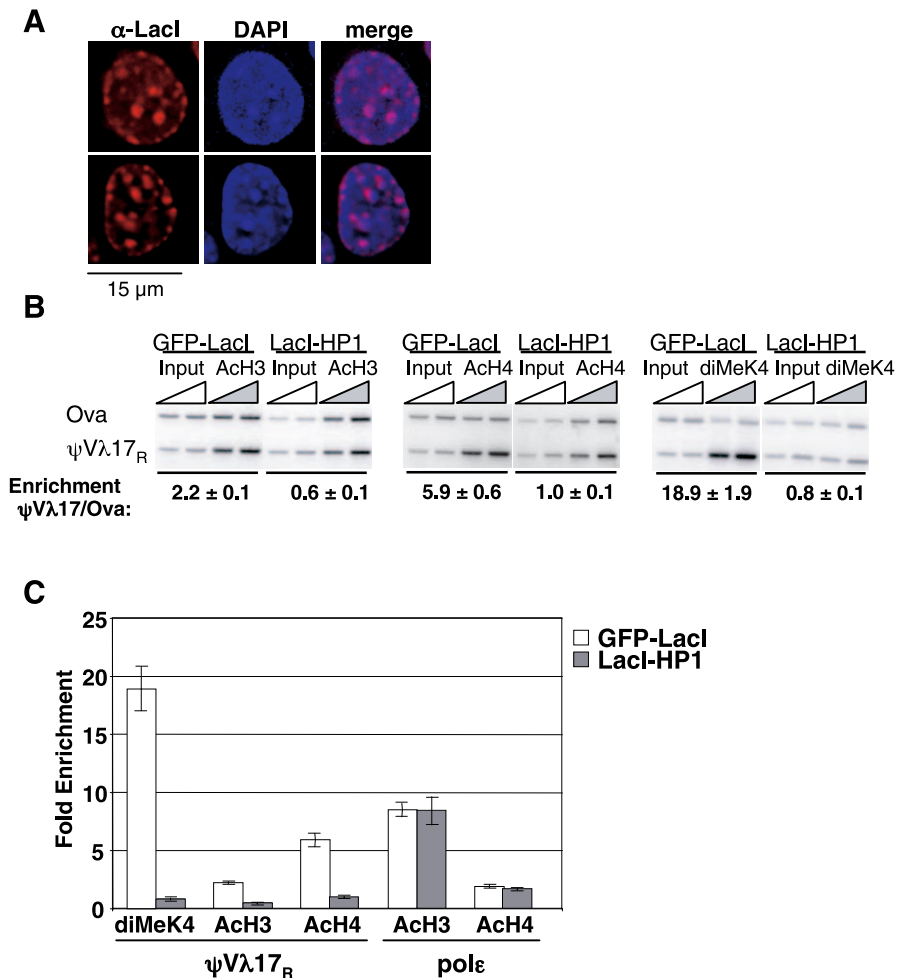 A
α-LacI DAPI merge
15 µm
B
GFP-LacI LacI-HP1 GFP-LacI LacI-HP1 GFP-LacI LacI-HP1
Input AcH3 Input AcH3 Input AcH4 Input AcH4 Input diMeK4 Input diMeK4
Ova
ψVλ17R
Enrichment
ψVλ17/Ova:
2.2 ± 0.1 0.6 ± 0.1 5.9 ± 0.6 1.0 ± 0.1 18.9 ± 1.9 0.8 ± 0.1
C
Fold Enrichment
25
20
15
10
5
0
GFP-LacI
LacI-HP1
diMeK4 AcH3 AcH4 AcH3 AcH4
ψVλ17R polε